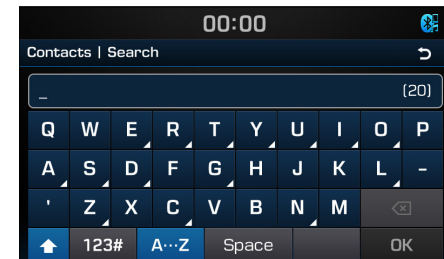 00:00
Contacts | Search
_ (20)
Q W E R T Y U I O P
A S D F G H J K L -
' Z X C V B N M
123# A···Z Space OK